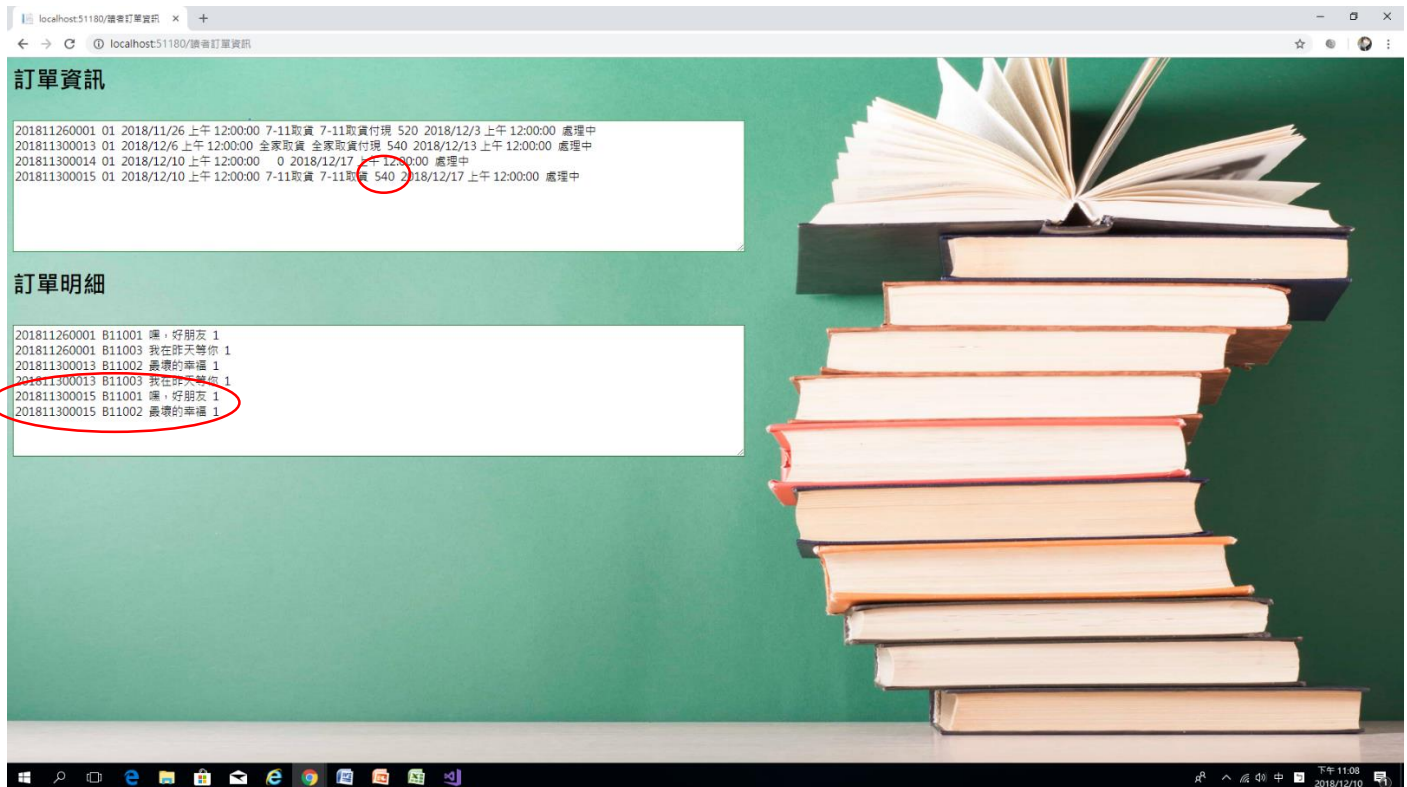 localhost:51180/讀者訂單資訊
localhost:51180/讀者訂單資訊
訂單資訊
201811260001 01 2018/11/26 上午 12:00:00 7-11取貨 7-11取貨付現 520 2018/12/3 上午 12:00:00 處理中
201811300013 01 2018/12/6 上午 12:00:00 全家取貨 全家取貨付現 540 2018/12/13 上午 12:00:00 處理中
201811300014 01 2018/12/10 上午 12:00:00 0 2018/12/17 上午 12:00:00 處理中
201811300015 01 2018/12/10 上午 12:00:00 7-11取貨 7-11取貨 540 2018/12/17 上午 12:00:00 處理中
訂單明細
201811260001 B11001 嘿，好朋友 1
201811260001 B11003 我在昨天等你 1
201811300013 B11002 最壞的幸福 1
201811300013 B11003 我在昨天等你 1
201811300015 B11001 嘿，好朋友 1
201811300015 B11002 最壞的幸福 1
中
下午 11:08
2018/12/10